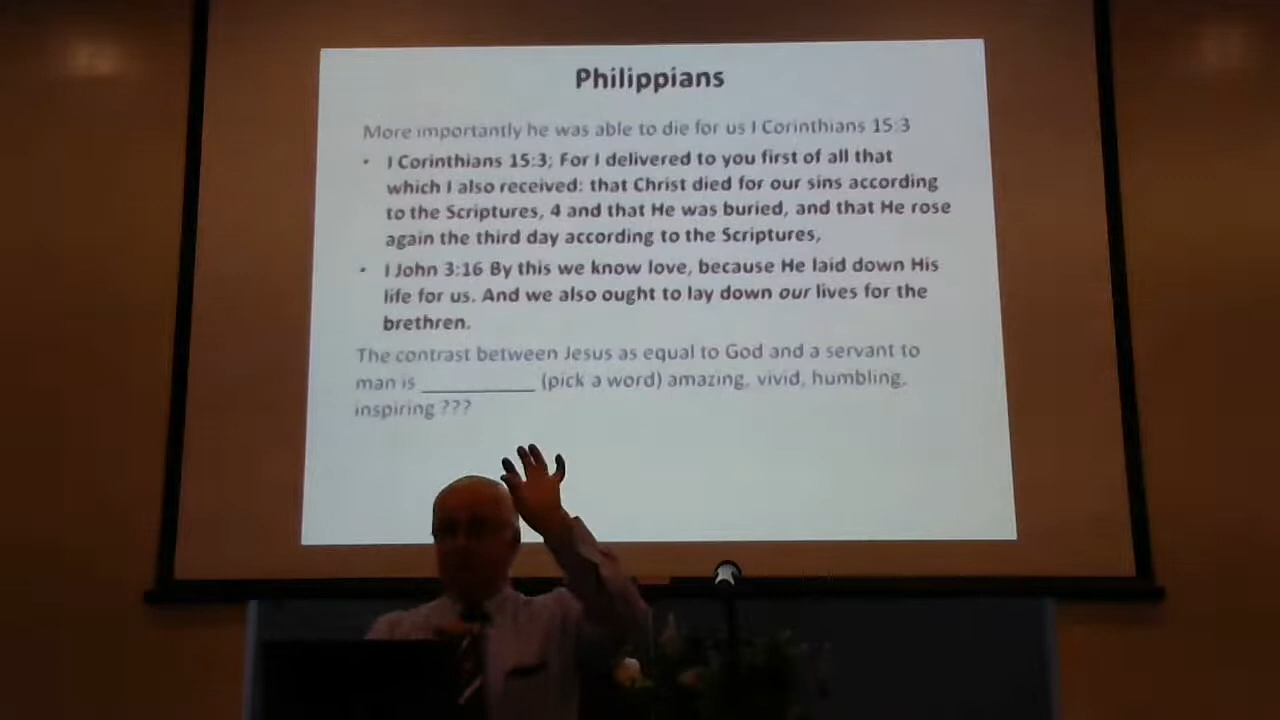 Philippians
More importantly he was able to die for us I Corinthians 15:3
• I Corinthians 15:3; For I delivered to you first of all that
which I also received: that Christ died for our sins according
to the Scriptures, 4 and that He was buried, and that He rose
again the third day according to the Scriptures,
• I John 3:16 By this we know love, because He laid down His
life for us. And we also ought to lay down our lives for the
brethren.
The contrast between Jesus as equal to God and a servant to
man is __________ (pick a word) amazing, vivid, humbling,
inspiring ???